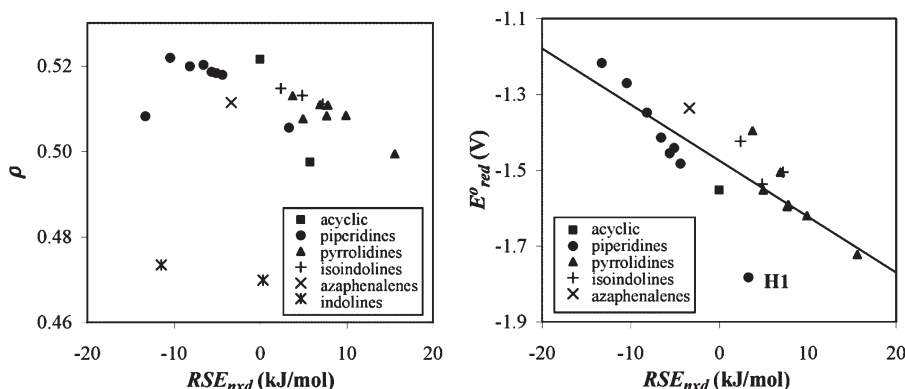 0.52
0.50
0.48
0.46
ρ
acyclic
piperidines
pyrrolidines
isoindolines
azaphenalenes
indolines
-20 -10 0 10 20
RSEnxd (kJ/mol)
-1.1
-1.3
-1.5
-1.7
-1.9
E°red (V)
acyclic
piperidines
pyrrolidines
isoindolines
azaphenalenes
H1
-20 -10 0 10 20
RSEnxd (kJ/mol)